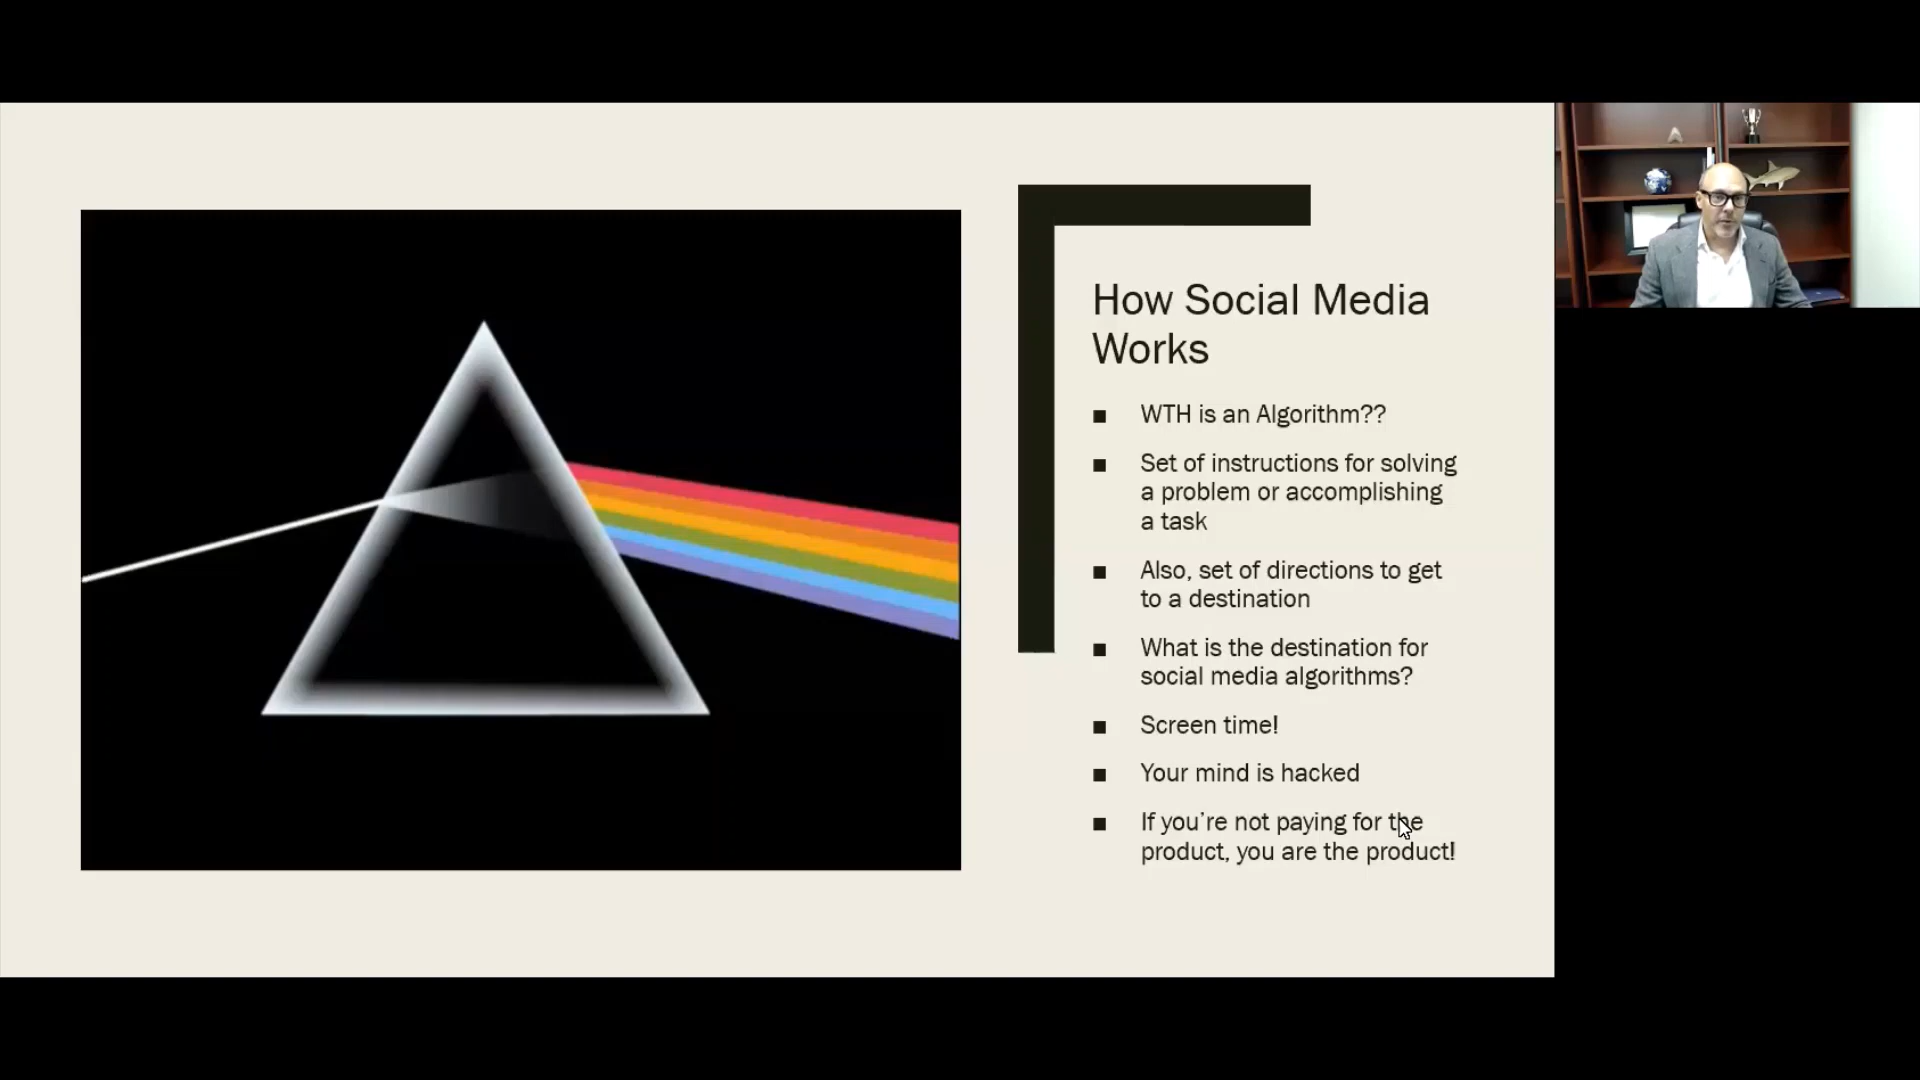 How Social Media
Works
WTH is an Algorithm??
Set of instructions for solving
a problem or accomplishing
a task
Also, set of directions to get
to a destination
What is the destination for
social media algorithms?
Screen time!
Your mind is hacked
If you’re not paying for the
product, you are the product!